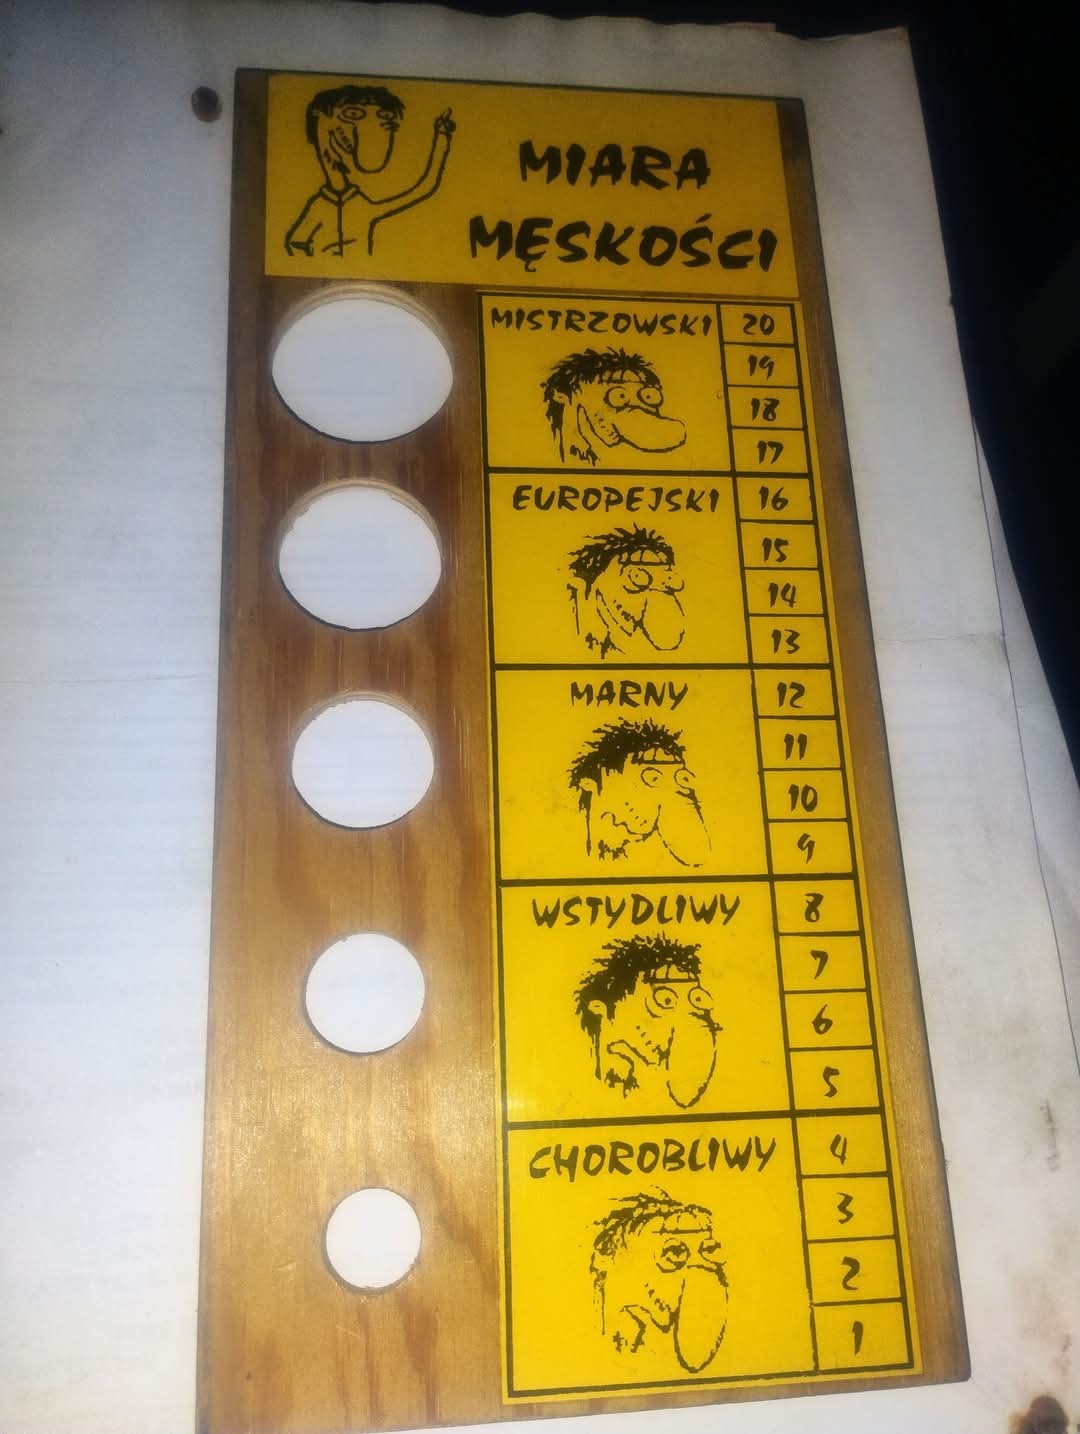 MIARA
MĘSKOŚCI
MISTRZOWSKI
20
19
18
17
EUROPEJSKI
16
15
14
13
MARNY
12
11
10
9
WSTYDLIWY
8
7
6
5
CHOROBLIWY
4
3
2
1